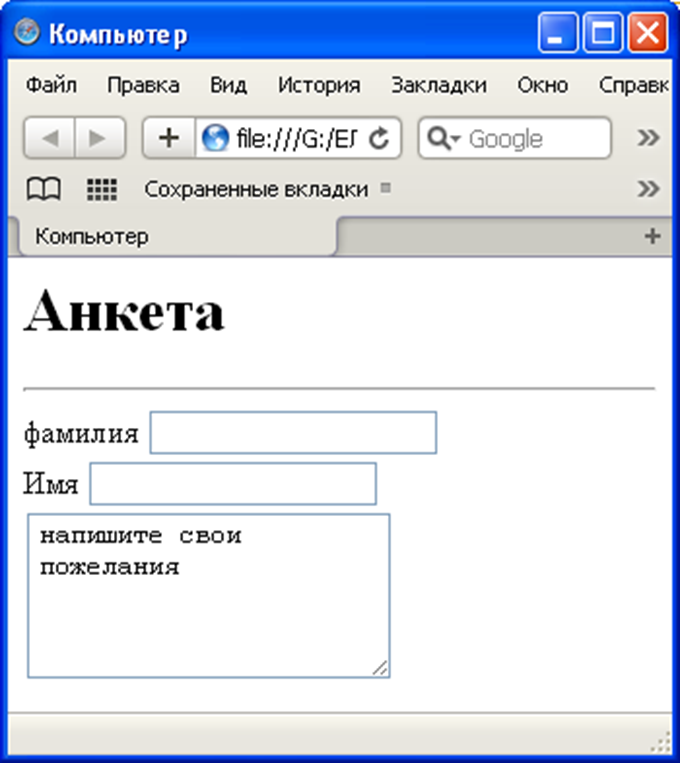 Компьютер
Файл Правка Вид История Закладки Окно Справк
file:///G:/ЕГ Google
Сохраненные вкладки
Компьютер
Анкета
фамилия
Имя
напишите свои
пожелания